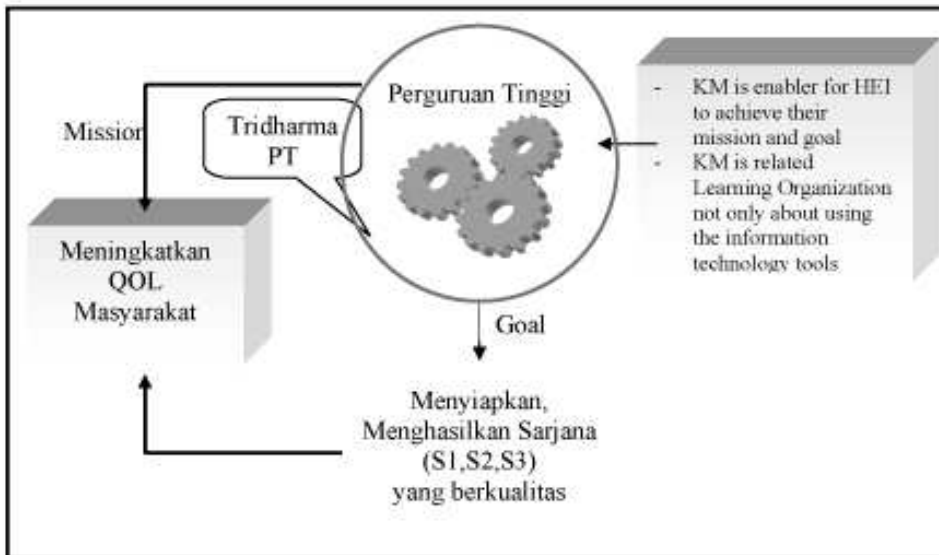 Perguruan Tinggi
- KM is enabler for HEI
to achieve their
mission and goal
- KM is related
Learning Organization
not only about using
the information
technology tools
Mission
Tridharma
PT
Meningkatkan
QOL
Masyarakat
Goal
Menyiapkan,
Menghasilkan Sarjana
(S1,S2,S3)
yang berkualitas